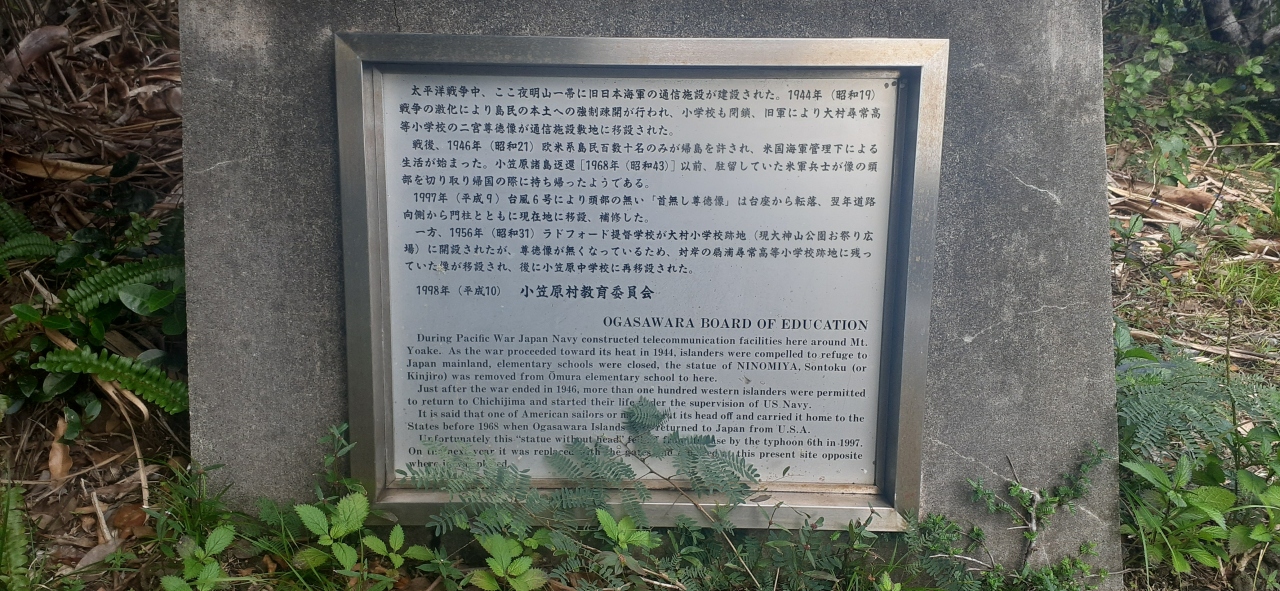 太平洋戦争中、ここ夜明山一帯に旧日本海軍の通信施設が建設された。1944年（昭和19）
戦争の激化により島民の本土への強制疎開が行われ、小学校も閉鎖、旧軍により大村尋常高
等小学校の二宮尊徳像が通信施設敷地に移設された。
戦後、1946年（昭和21）欧米系島民百数十名のみが帰島を許され、米国海軍管理下による
生活が始まった。小笠原諸島返還［1968年（昭和43）］以前、駐留していた米軍兵士が像の頭
部を切り取り帰国の際に持ち帰ったようである。
1997年（平成9）台風6号により頭部の無い「首無し尊徳像」は台座から転落、翌年道路
向側から門柱とともに現在地に移設、補修した。
一方、1956年（昭和31）ラドフォード提督学校が大村小学校跡地（現大神山公園お祭り広
場）に開設されたが、尊徳像が無くなっているため、対岸の扇浦尋常高等小学校跡地に残っ
ていた像が移設され、後に小笠原中学校に再移設された。
1998年（平成10） 小笠原村教育委員会
OGASAWARA BOARD OF EDUCATION
During Pacific War Japan Navy constructed telecommunication facilities here around Mt.
Yoake. As the war proceeded toward its heat in 1944, islanders were compelled to refuge to
Japan mainland, elementary schools were closed, the statue of NINOMIYA, Sontoku (or
Kinjiro) was removed from Ōmura elementary school to here.
Just after the war ended in 1946, more than one hundred western islanders were permitted
to return to Chichijima and started their life under the supervision of US Navy.
It is said that one of American sailors or its head off and carried it home to the
States before 1968 when Ogasawara Islands returned to Japan from U.S.A.
Unfortunately this "statue without head" by the typhoon 6th in 1997.
On the next year it was replaced with the gates this present site opposite
where